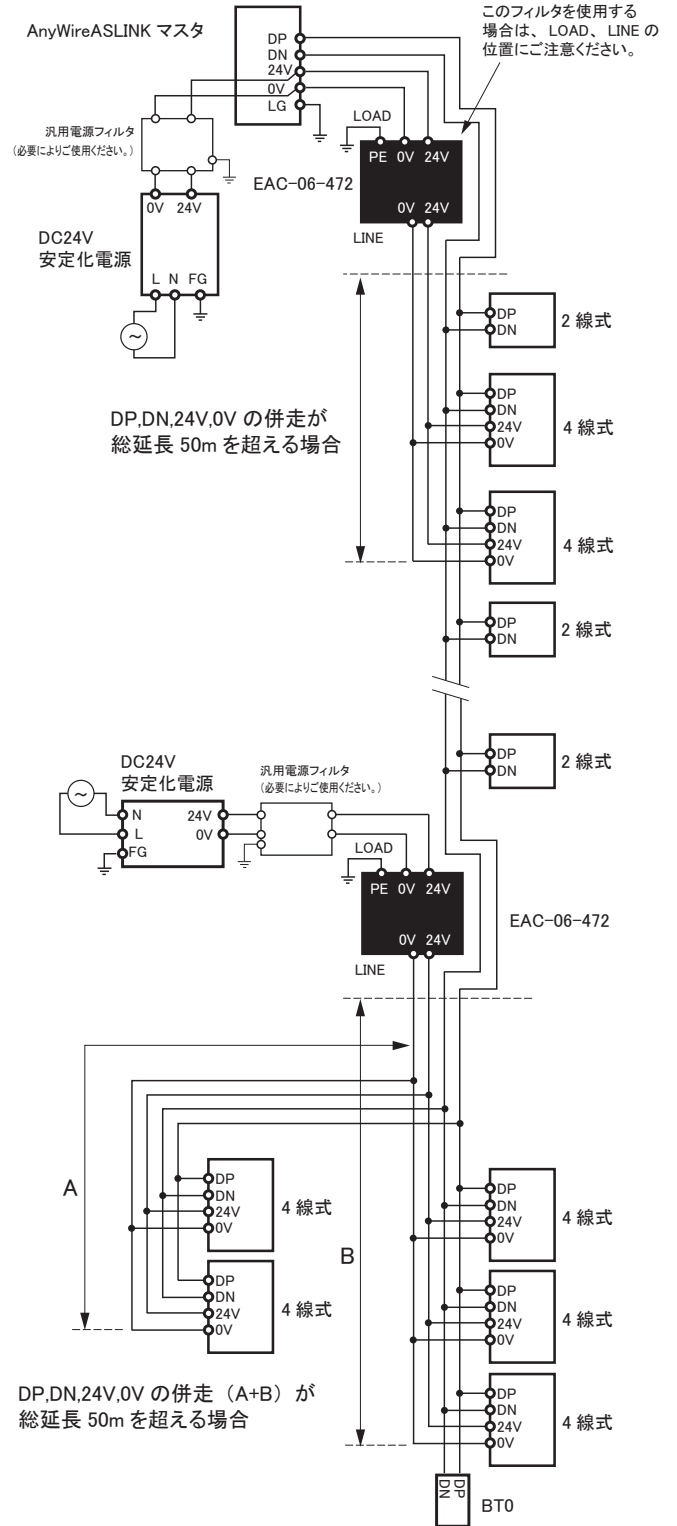 AnyWireASLINK マスタ
DP
DN
24V
0V
LG
このフィルタを使用する
場合は、 LOAD、 LINE の
位置にご注意ください。
汎用電源フィルタ
(必要によりご使用ください。)
LOAD
PE 0V 24V
EAC-06-472
0V 24V
LINE
0V 24V
DC24V
安定化電源
L N FG
~
DP,DN,24V,0V の併走が
総延長 50m を超える場合
DP
DN
2 線式
DP
DN
24V
0V
4 線式
DP
DN
24V
0V
4 線式
DP
DN
2 線式
DP
DN
2 線式
DC24V
安定化電源
~
N 24V
L 0V
FG
汎用電源フィルタ
(必要によりご使用ください。)
LOAD
PE 0V 24V
0V 24V
EAC-06-472
LINE
A
DP
DN
24V
0V
4 線式
DP
DN
24V
0V
4 線式
B
DP
DN
24V
0V
4 線式
DP
DN
24V
0V
4 線式
DP
DN
24V
0V
4 線式
DP,DN,24V,0V の併走（A+B）が
総延長 50m を超える場合
DP
DN
BT0